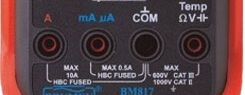 Temp
A mA µA COM ΩV
MAX MAX 0.5A MAX
10A HBC FUSED 600V CAT III
HBC FUSED 1000V CAT II
BM817